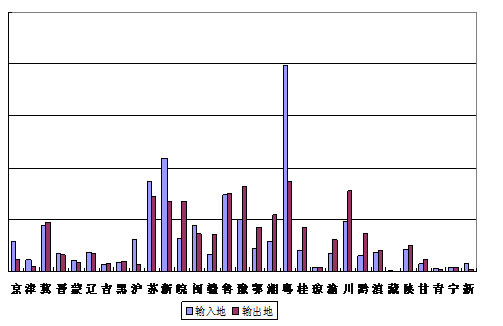 京 津 冀 晋 蒙 辽 吉 黑 沪 苏 浙 皖 闽 赣 鲁 豫 鄂 湘 粤 桂 琼 渝 川 黔 滇 藏 陕 甘 青 宁 新
输入地 输出地